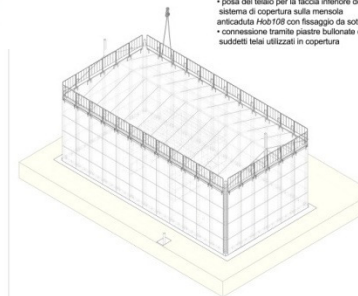 • posa del telaio per la faccia inferiore d
sistema di copertura sulla mensola
anticaduta Hob108 con fissaggio da sot
• connessione tramite piastre bullonate
suddetti telai utilizzati in copertura